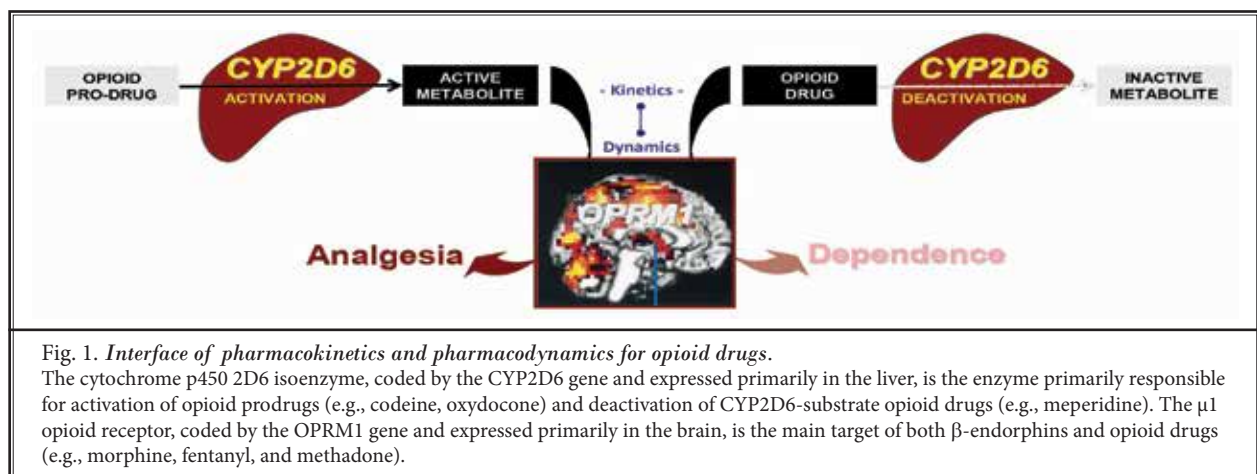 OPIOID
PRO-DRUG
CYP2D6
ACTIVATION
ACTIVE
METABOLITE
- Kinetics -
Dynamics
OPIOID
DRUG
CYP2D6
DEACTIVATION
INACTIVE
METABOLITE
OPRM1
Analgesia
Dependence
Fig. 1. Interface of pharmacokinetics and pharmacodynamics for opioid drugs.
The cytochrome p450 2D6 isoenzyme, coded by the CYP2D6 gene and expressed primarily in the liver, is the enzyme primarily responsible
for activation of opioid prodrugs (e.g., codeine, oxydocone) and deactivation of CYP2D6-substrate opioid drugs (e.g., meperidine). The μ1
opioid receptor, coded by the OPRM1 gene and expressed primarily in the brain, is the main target of both β-endorphins and opioid drugs
(e.g., morphine, fentanyl, and methadone).